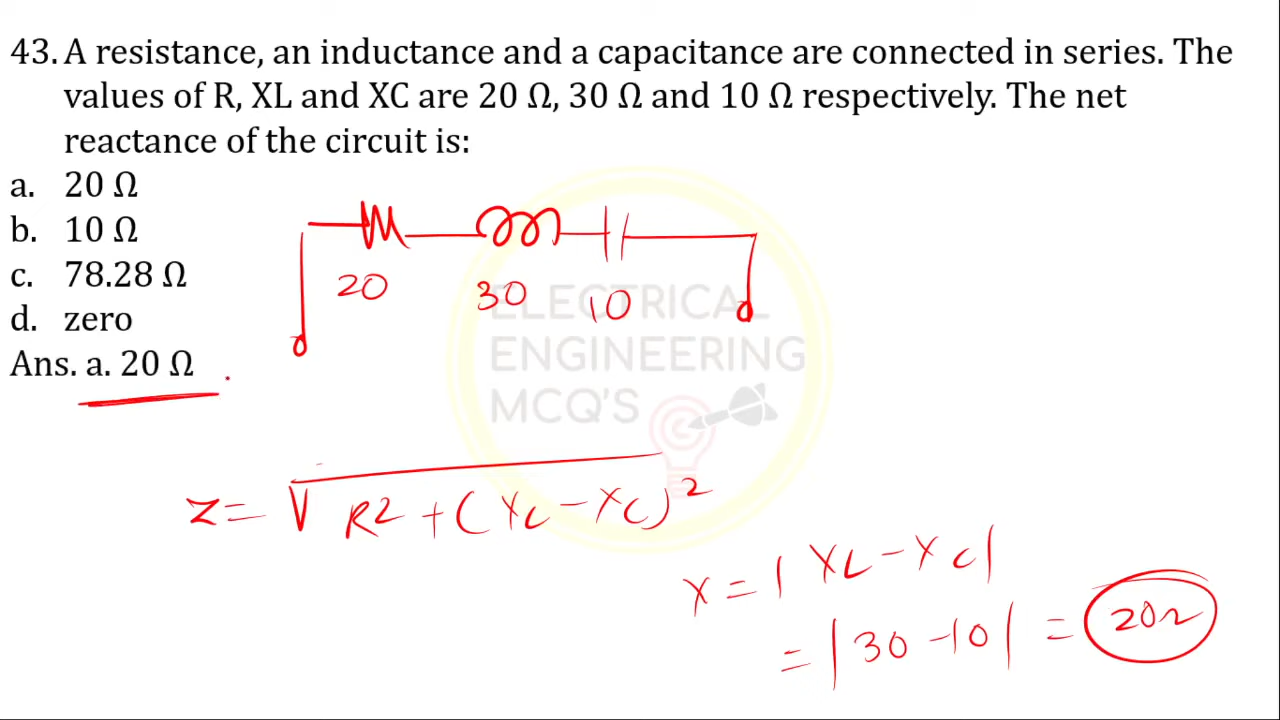 43. A resistance, an inductance and a capacitance are connected in series. The
values of R, XL and XC are 20 Ω, 30 Ω and 10 Ω respectively. The net
reactance of the circuit is:
a. 20 Ω
b. 10 Ω
c. 78.28 Ω
d. zero
Ans. a. 20 Ω
20 30 10
ELECTRICAL
ENGINEERING
MCQ'S
Z = √R2 + (XL - XC)2
X = | XL - XC |
= | 30 - 10 | = 20Ω